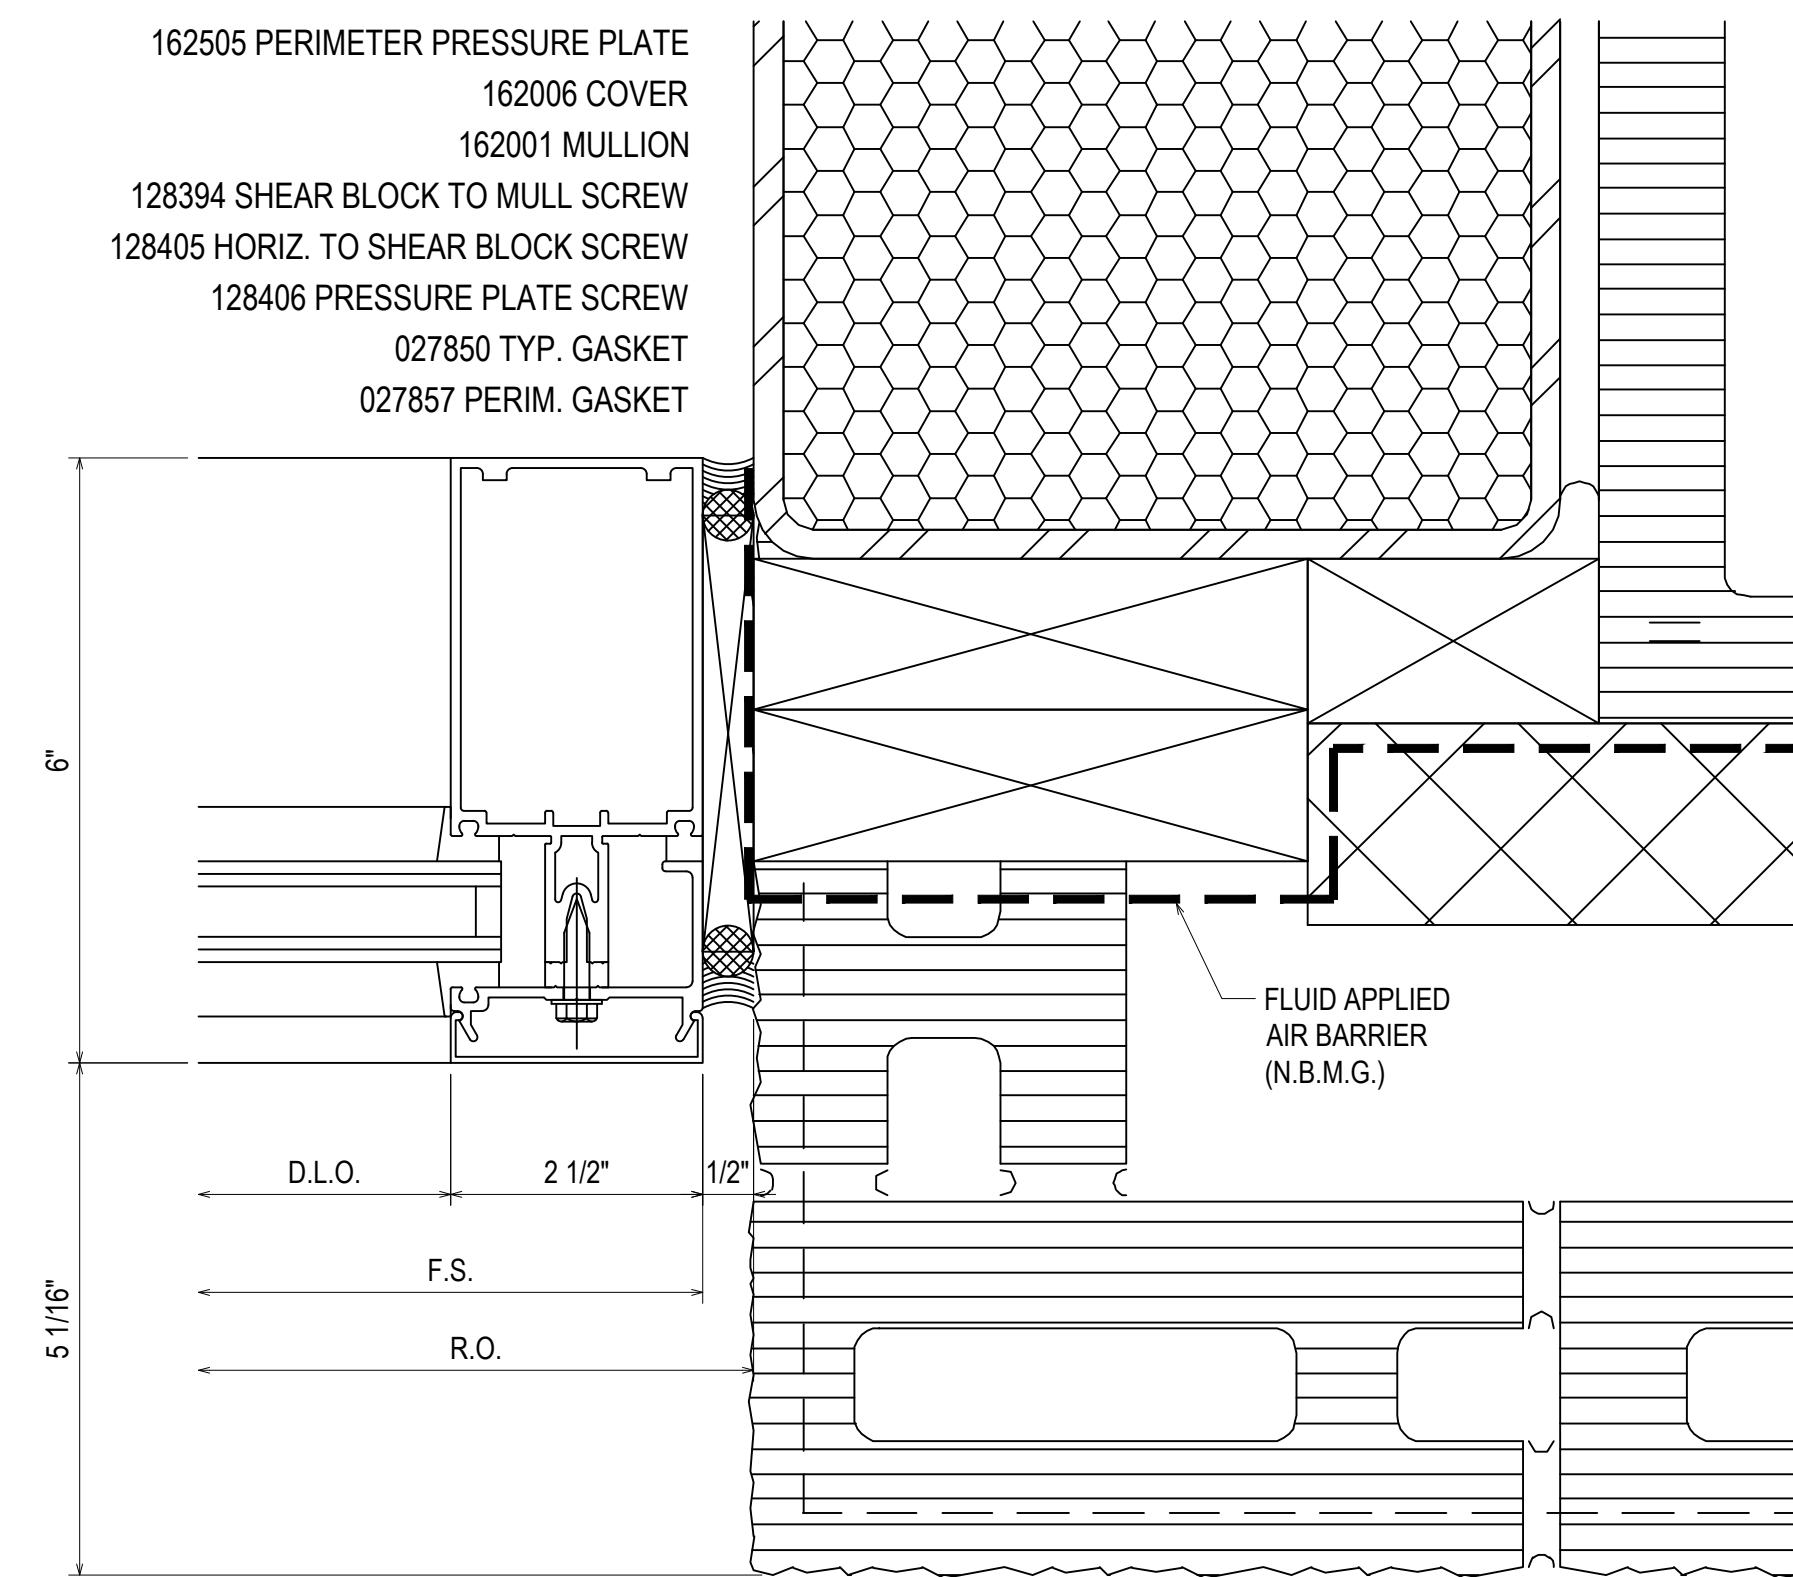 162505 PERIMETER PRESSURE PLATE
162006 COVER
162001 MULLION
128394 SHEAR BLOCK TO MULL SCREW
128405 HORIZ. TO SHEAR BLOCK SCREW
128406 PRESSURE PLATE SCREW
027850 TYP. GASKET
027857 PERIM. GASKET
6"
FLUID APPLIED
AIR BARRIER
(N.B.M.G.)
D.L.O.
2 1/2"
1/2"
F.S.
5 1/16"
R.O.